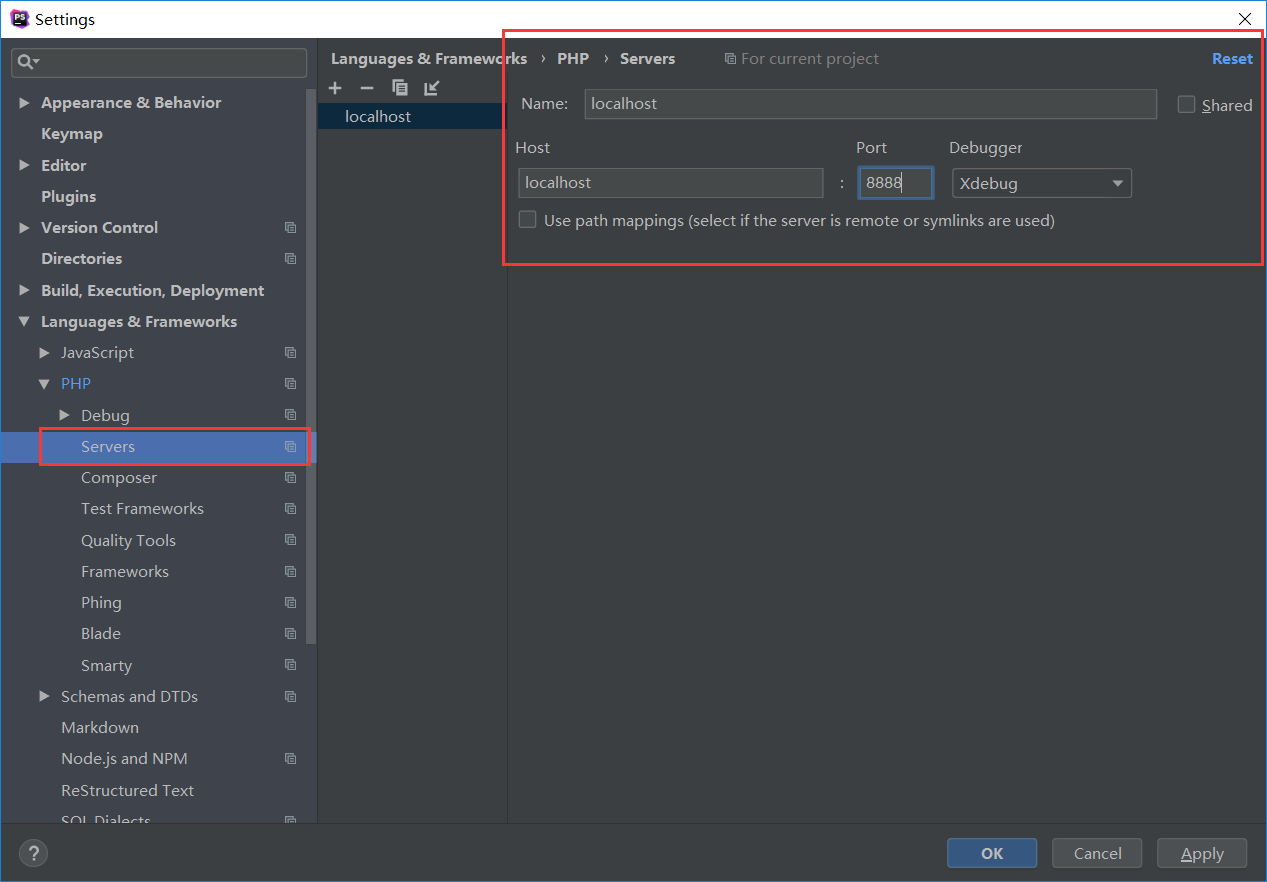 PS Settings
Appearance & Behavior
Keymap
Editor
Plugins
Version Control
Directories
Build, Execution, Deployment
Languages & Frameworks
JavaScript
PHP
Debug
Servers
Composer
Test Frameworks
Quality Tools
Frameworks
Phing
Blade
Smarty
Schemas and DTDs
Markdown
Node.js and NPM
ReStructured Text
SQL Dialects
Languages & Frameworks › PHP › Servers For current project Reset
localhost
Name: localhost Shared
Host Port Debugger
localhost : 8888 Xdebug
Use path mappings (select if the server is remote or symlinks are used)
? OK Cancel Apply